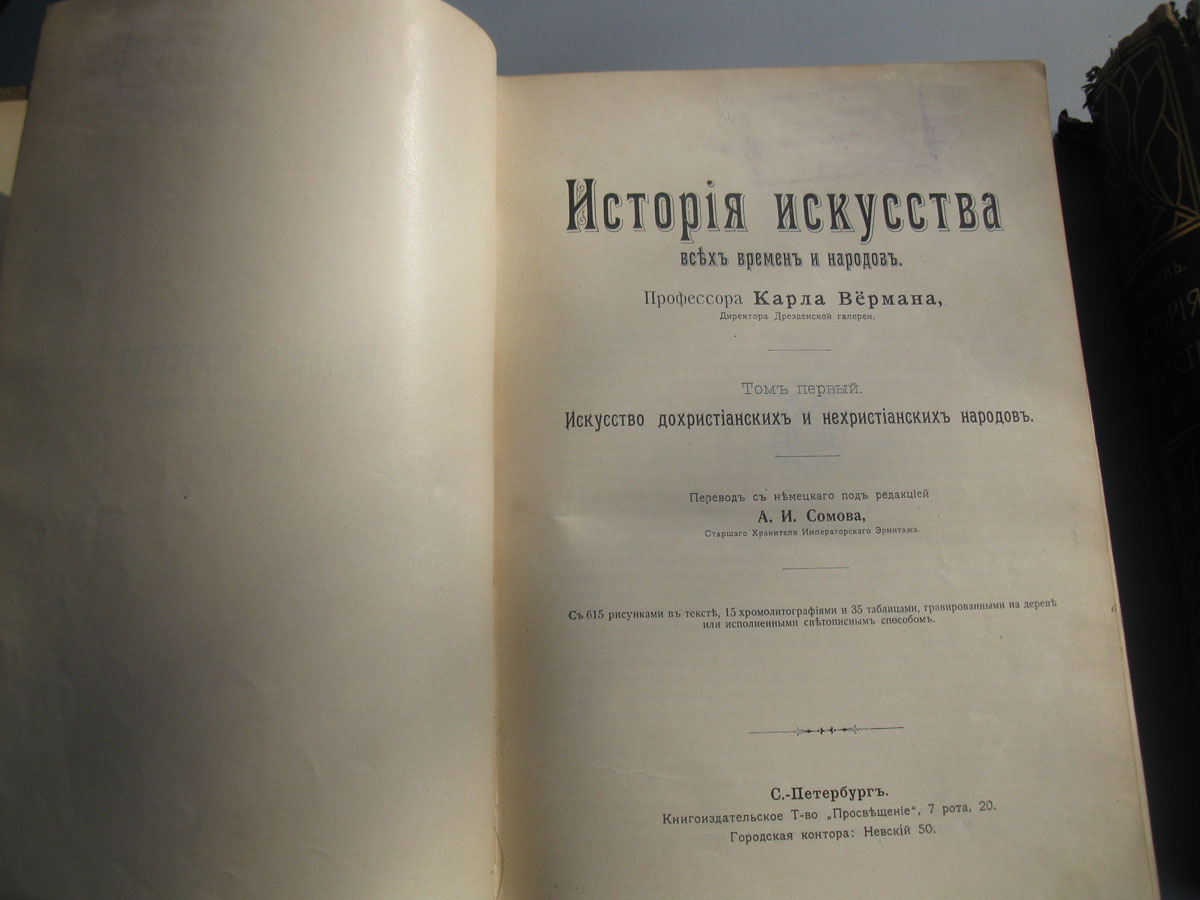 Исторія искусства
всѣхъ временъ и народовъ.
Профессора Карла Вёрмана,
Директора Дрезденской галереи.
Томъ первый.
Искусство дохристіанскихъ и нехристіанскихъ народовъ.
Переводъ съ нѣмецкаго подъ редакціей
А. И. Сомова,
Старшаго Хранителя Императорскаго Эрмитажа.
Съ 615 рисунками въ текстѣ, 15 хромолитографіями и 35 таблицами, гравированными на деревѣ
или исполненными свѣтописнымъ способомъ.
С.-Петербургъ.
Книгоиздательское Т-во „Просвѣщеніе“, 7 рота, 20.
Городская контора: Невскій 50.